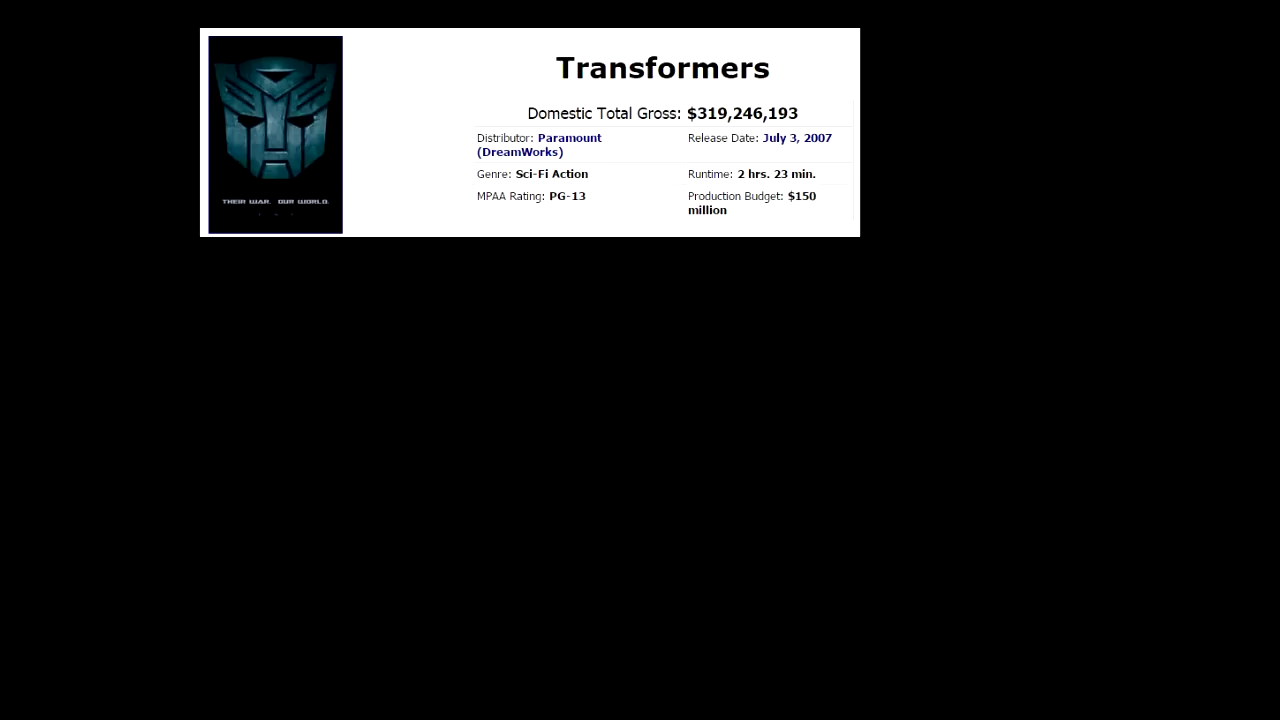 THEIR WAR. OUR WORLD.
Transformers
Domestic Total Gross: $319,246,193
Distributor: Paramount
(DreamWorks)
Release Date: July 3, 2007
Genre: Sci-Fi Action
Runtime: 2 hrs. 23 min.
MPAA Rating: PG-13
Production Budget: $150
million